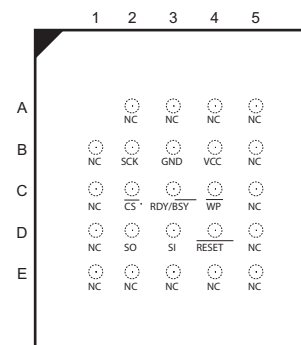 1 2 3 4 5
A
NC NC NC NC
B
NC SCK GND VCC NC
C
NC CS RDY/BSY WP NC
D
NC SO SI RESET NC
E
NC NC NC NC NC